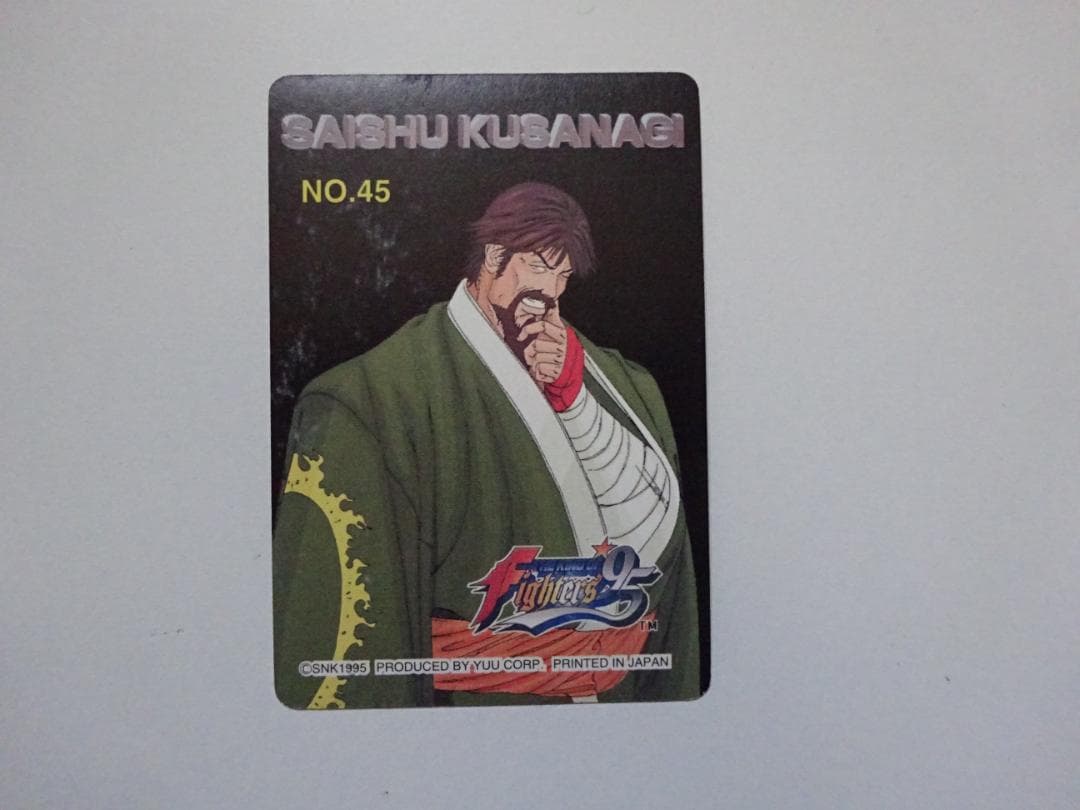 SAISHU KUSANAGI
NO.45
THE KING OF
Fighters '95
TM
©SNK1995 PRODUCED BY YUU CORP. PRINTED IN JAPAN